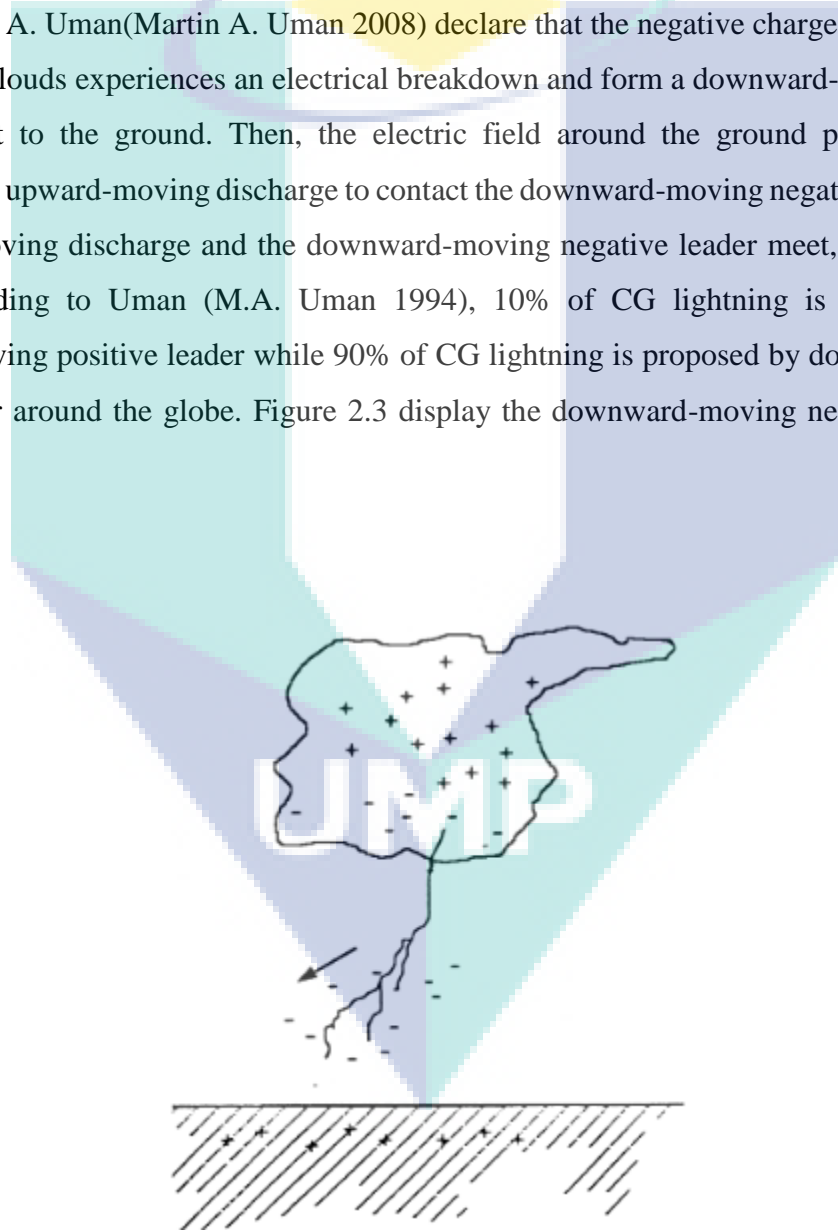 A. Uman(Martin A. Uman 2008) declare that the negative charge
louds experiences an electrical breakdown and form a downward-
t to the ground. Then, the electric field around the ground p
upward-moving discharge to contact the downward-moving negat
ving discharge and the downward-moving negative leader meet,
ding to Uman (M.A. Uman 1994), 10% of CG lightning is
ving positive leader while 90% of CG lightning is proposed by do
r around the globe. Figure 2.3 display the downward-moving ne
UMP